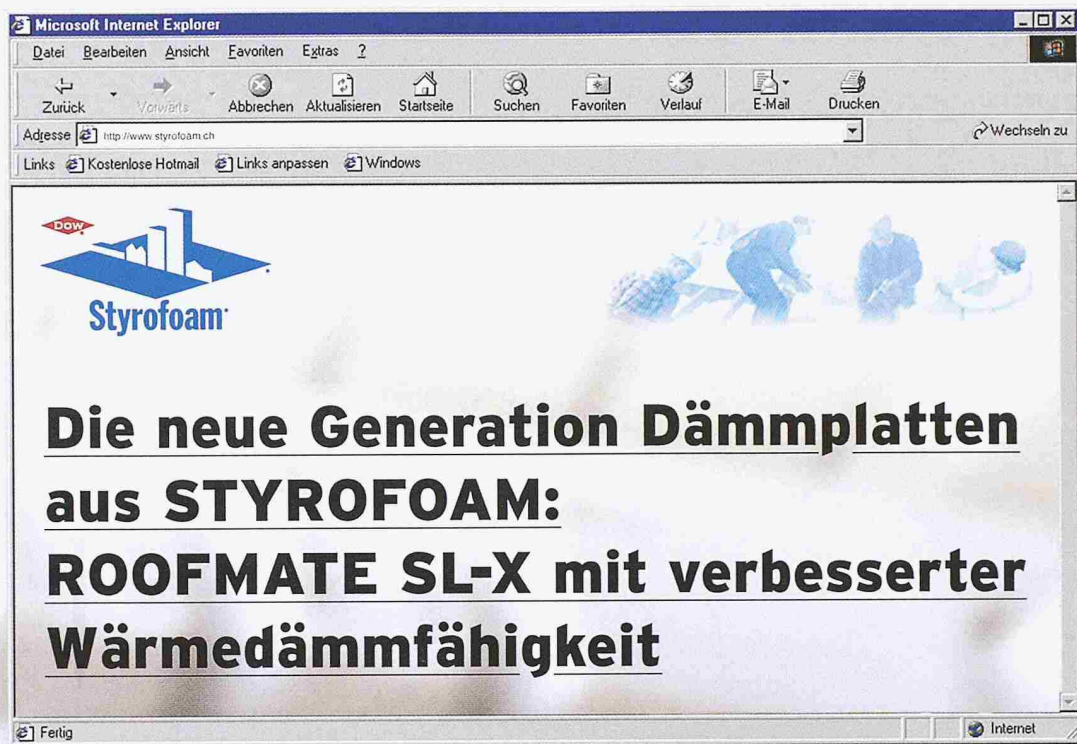 Microsoft Internet Explorer
Datei Bearbeiten Ansicht Favoriten Extras ?
Zurück Vorwärts Abbrechen Aktualisieren Startseite Suchen Favoriten Verlauf E-Mail Drucken
Adresse http://www.styrofoam.ch Wechseln zu
Links Kostenlose Hotmail Links anpassen Windows
DOW
Styrofoam
Die neue Generation Dämmplatten
aus STYROFOAM:
ROOFMATE SL-X mit verbesserter
Wärmedämmfähigkeit
Fertig Internet